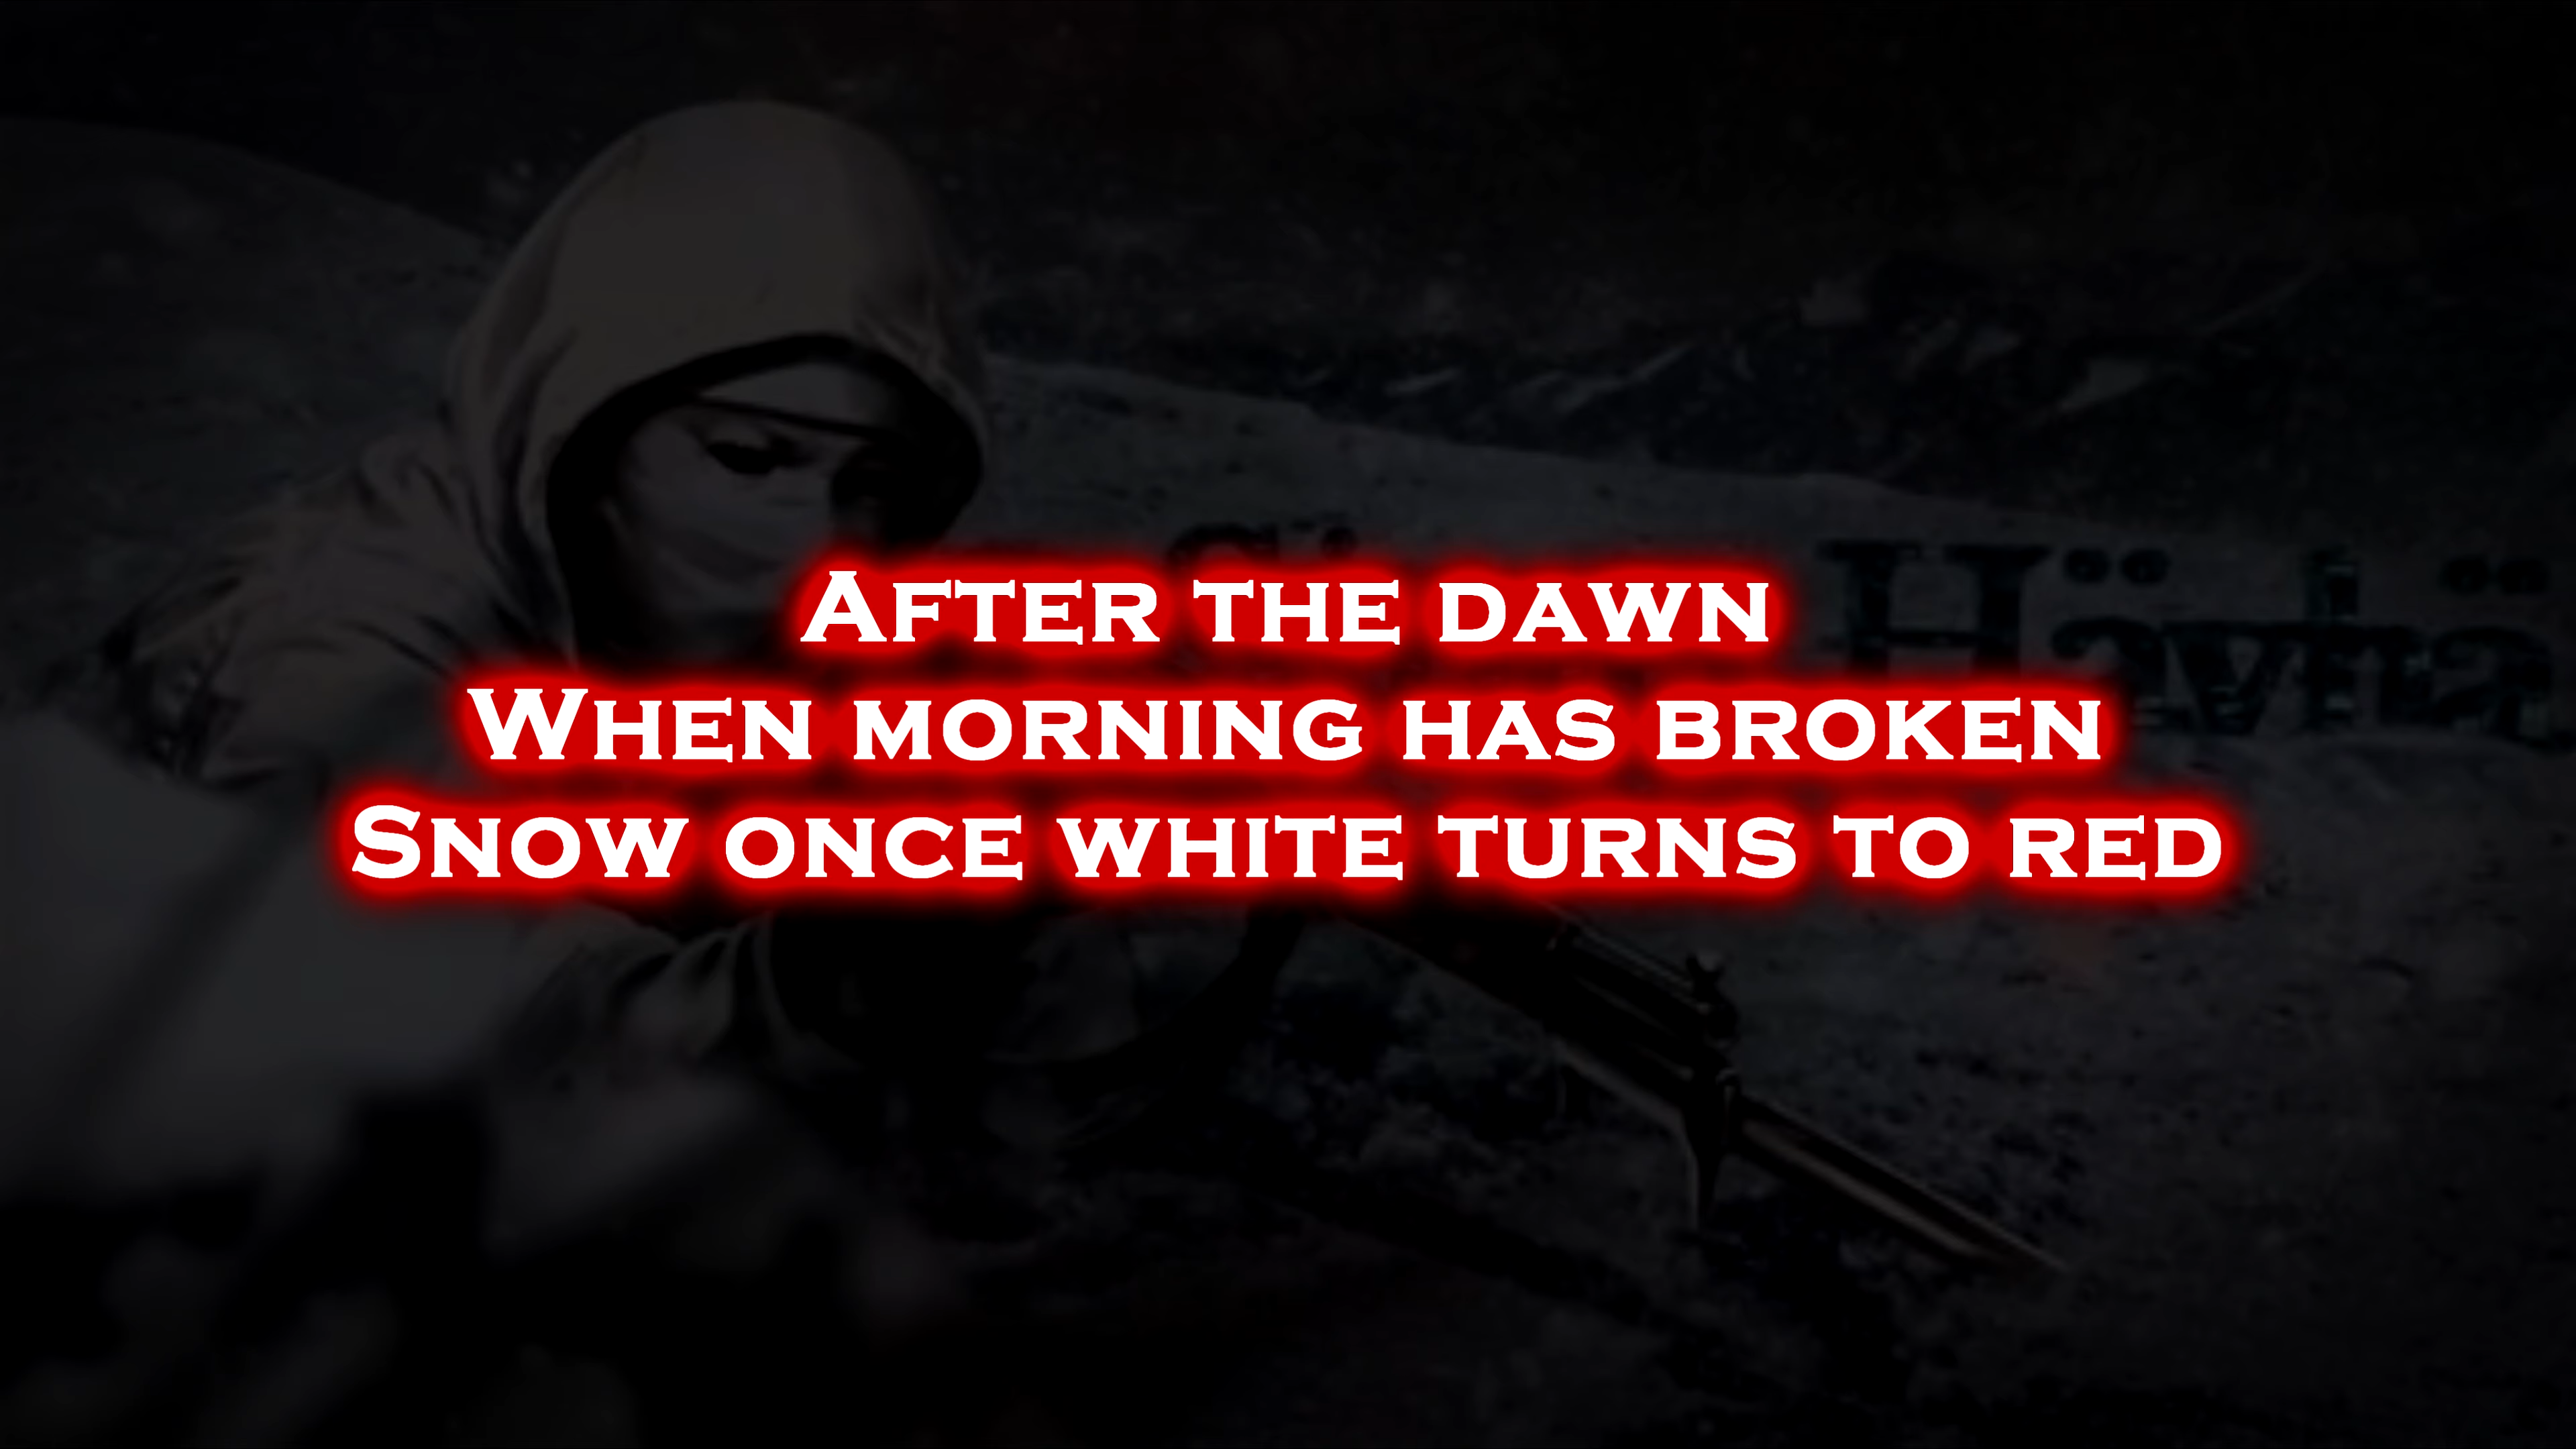 After the dawn
When morning has broken
Snow once white turns to red